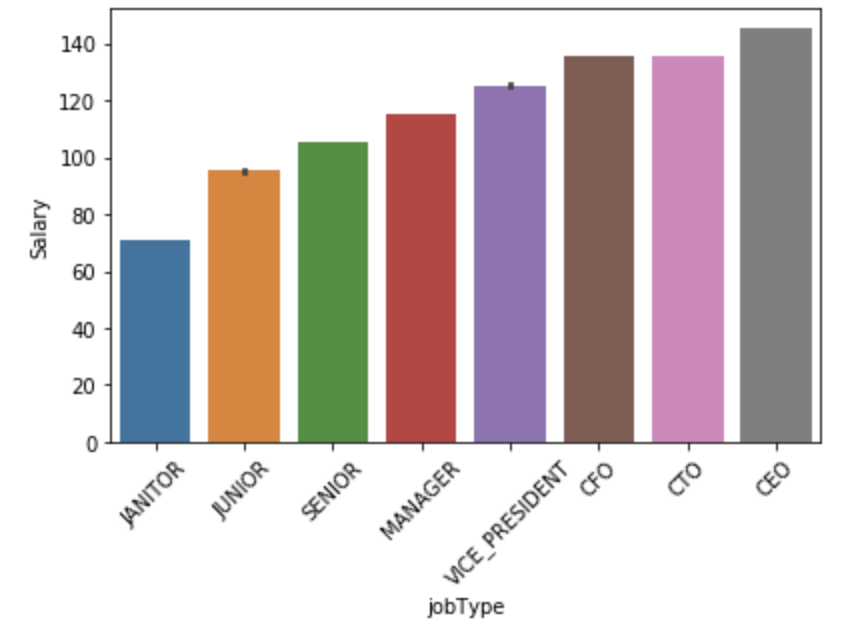 140
120
100
80
60
40
20
0
Salary
JANITOR
JUNIOR
SENIOR
MANAGER
VICE_PRESIDENT
CFO
CTO
CEO
jobType